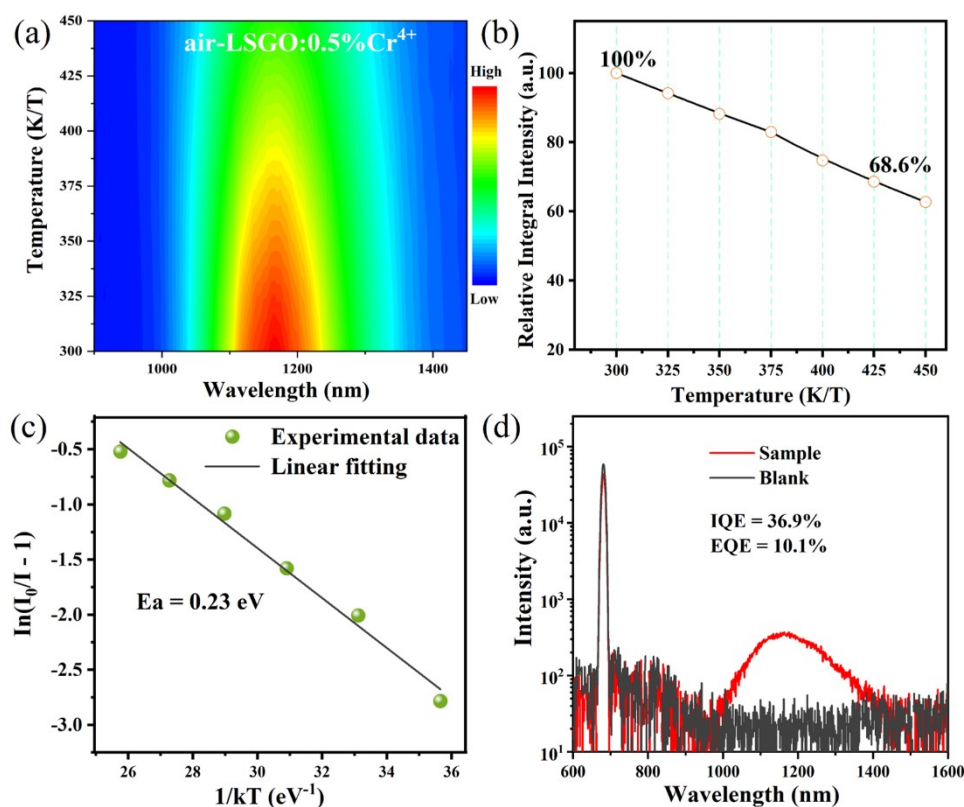 (a)
air-LSGO:0.5%Cr⁴⁺
High
Low
450
425
400
375
350
325
300
Temperature (K/T)
1000
1200
1400
Wavelength (nm)
(b)
100%
68.6%
100
80
60
40
20
Relative Integral Intensity (a.u.)
300
325
350
375
400
425
450
Temperature (K/T)
(c)
Experimental data
Linear fitting
Ea = 0.23 eV
-0.5
-1.0
-1.5
-2.0
-2.5
-3.0
In(I₀/I - 1)
26
28
30
32
34
36
1/kT (eV⁻¹)
(d)
Sample
Blank
IQE = 36.9%
EQE = 10.1%
10⁵
10⁴
10³
10²
10¹
Intensity (a.u.)
600
800
1000
1200
1400
1600
Wavelength (nm)